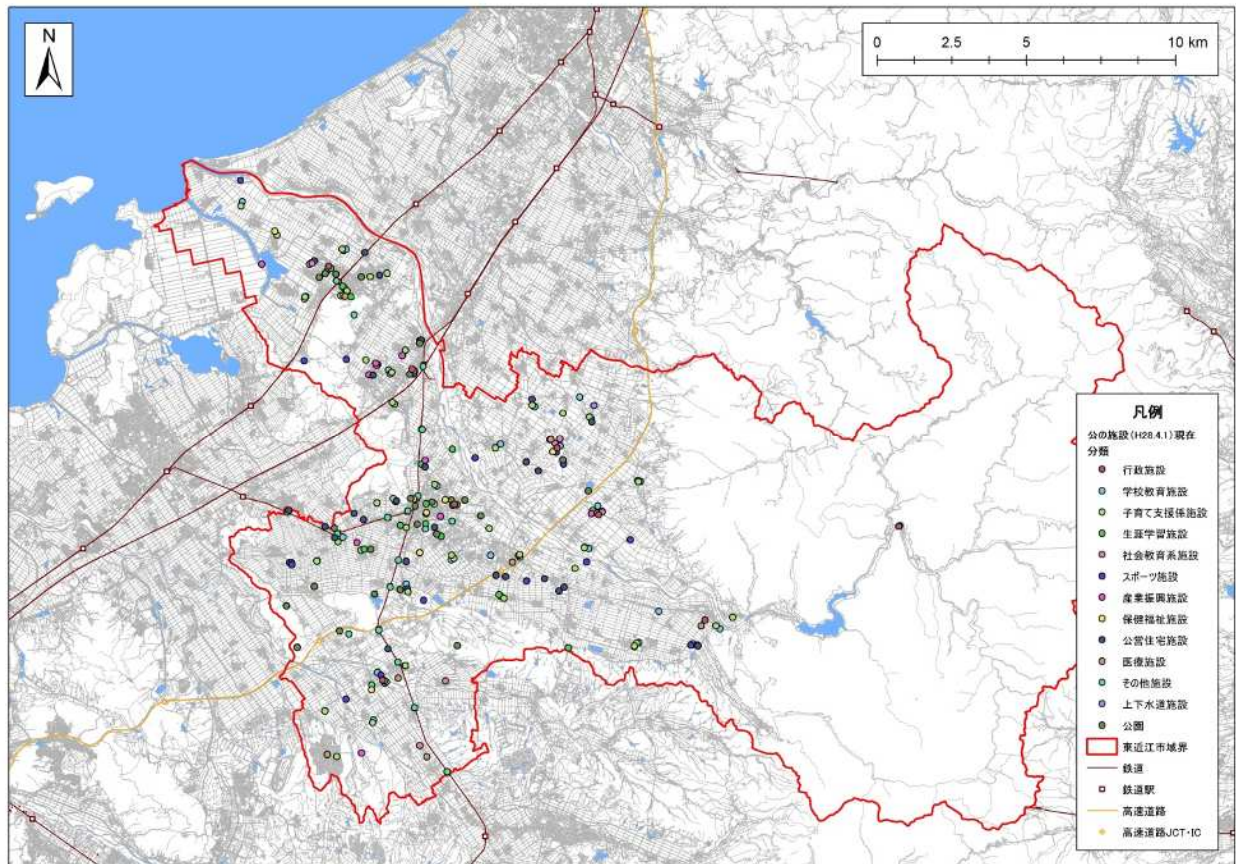 N
0 2.5 5 10 km
凡例
公の施設(H28.4.1)現在
分類
行政施設
学校教育施設
子育て支援係施設
生涯学習施設
社会教育系施設
スポーツ施設
産業振興施設
保健福祉施設
公営住宅施設
医療施設
その他施設
上下水道施設
公園
東近江市域界
鉄道
鉄道駅
高速道路
高速道路JCT・IC